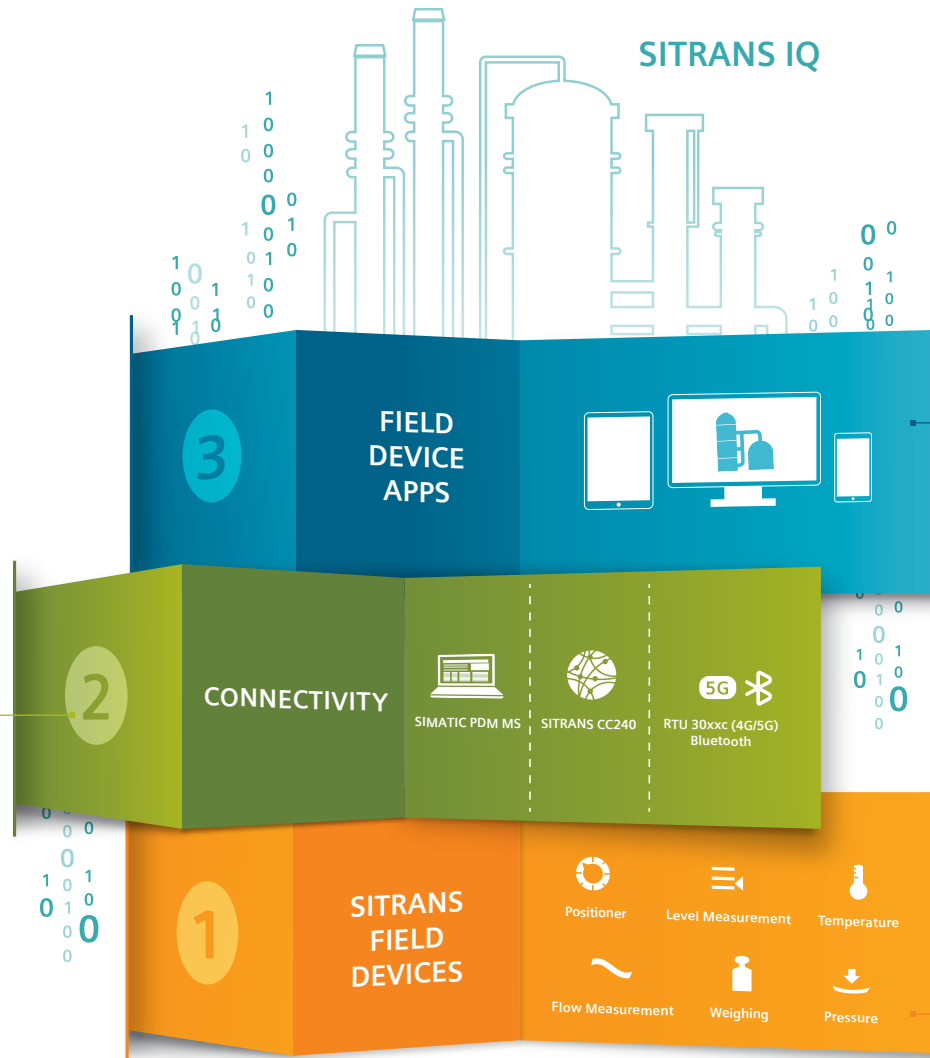 SITRANS IQ
3
FIELD
DEVICE
APPS
2
CONNECTIVITY
SIMATIC PDM MS
SITRANS CC240
5G
RTU 30xxc (4G/5G)
Bluetooth
1
SITRANS
FIELD
DEVICES
Positioner
Level Measurement
Temperature
Flow Measurement
Weighing
Pressure